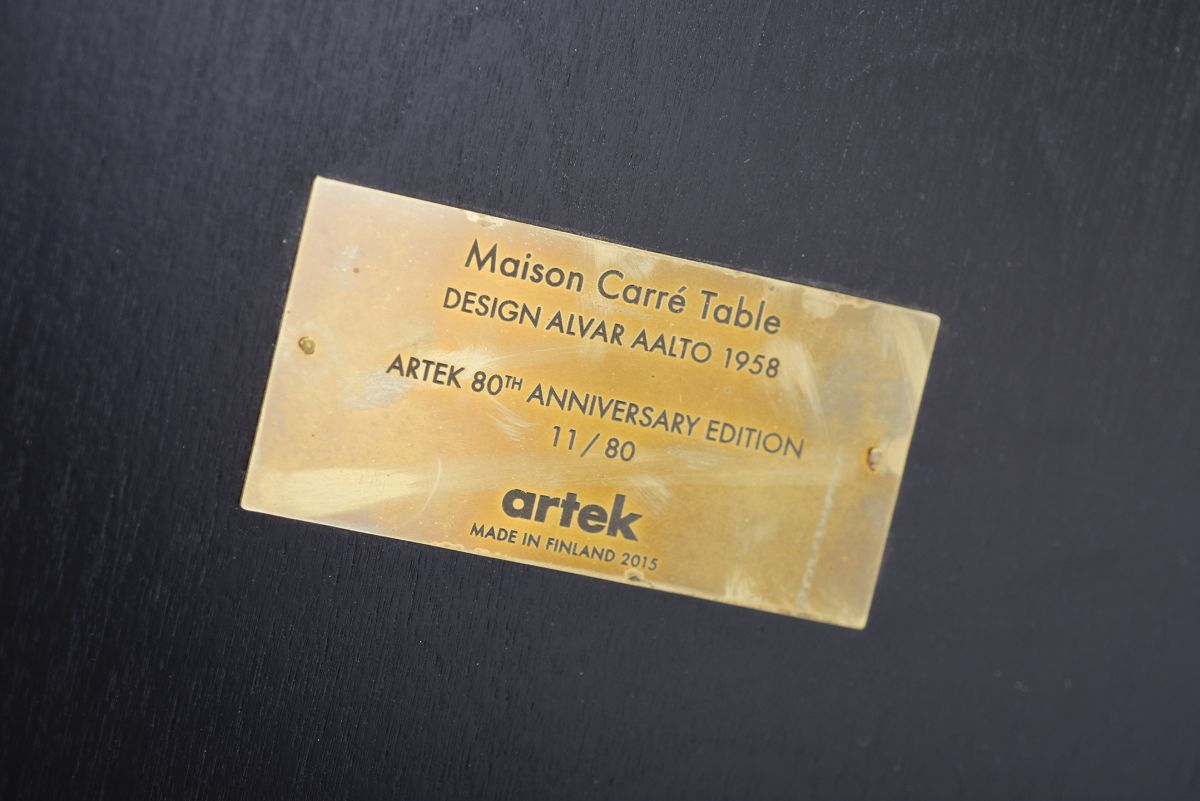 Maison Carré Table
DESIGN ALVAR AALTO 1958
ARTEK 80TH ANNIVERSARY EDITION
11/80
artek
MADE IN FINLAND 2015